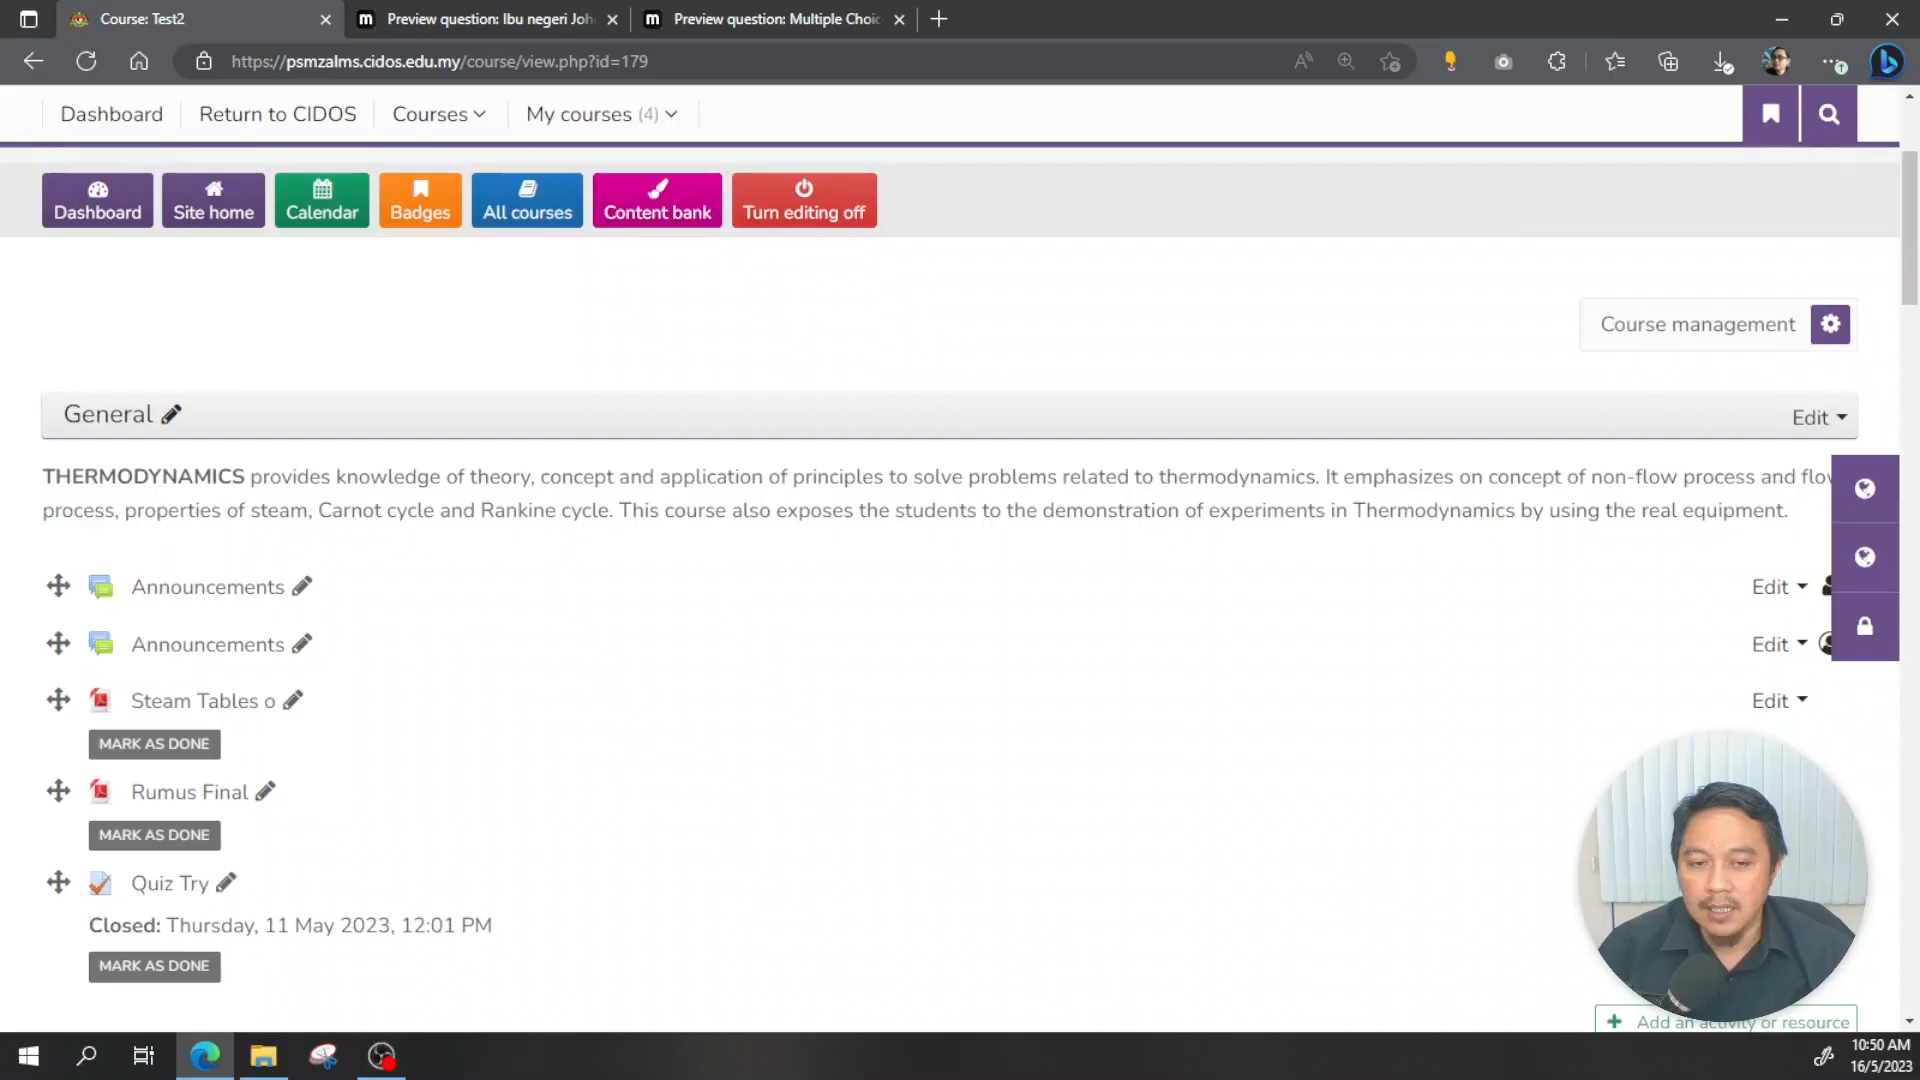 Course: Test2
Preview question: Ibu negeri Joh
Preview question: Multiple Choic
https://psmzalms.cidos.edu.my/course/view.php?id=179
Dashboard
Return to CIDOS
Courses
My courses (4)
Dashboard
Site home
Calendar
Badges
All courses
Content bank
Turn editing off
Course management
General
Edit
THERMODYNAMICS provides knowledge of theory, concept and application of principles to solve problems related to thermodynamics. It emphasizes on concept of non-flow process and flow
process, properties of steam, Carnot cycle and Rankine cycle. This course also exposes the students to the demonstration of experiments in Thermodynamics by using the real equipment.
Announcements
Edit
Announcements
Edit
Steam Tables o
Edit
MARK AS DONE
Rumus Final
MARK AS DONE
Quiz Try
Closed: Thursday, 11 May 2023, 12:01 PM
MARK AS DONE
Add an activity or resource
10:50 AM
16/5/2023